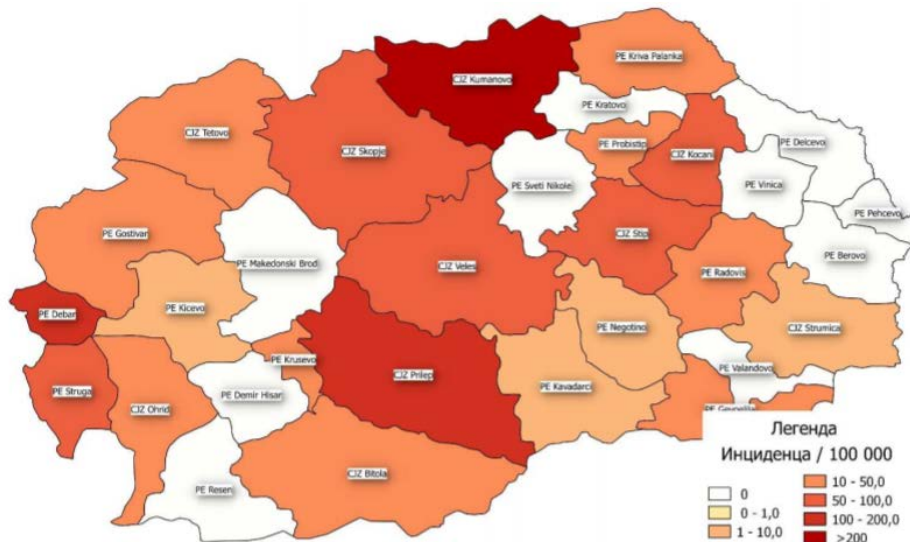 PE Kriva Palanka
CJZ Kumanovo
PE Kratovo
CJZ Tetovo
PE Probistip
PE Delcevo
CJZ Skopje
CJZ Kocani
PE Vinica
PE Sveti Nikole
PE Pehcevo
PE Gostivar
CJZ Stip
PE Berovo
PE Makedonski Brod
CJZ Veles
PE Radovis
PE Kicevo
PE Debar
PE Negotino
CJZ Strumica
PE Krusevo
PE Valandovo
CJZ Prilep
PE Struga
PE Kavadarci
PE Demir Hisar
CJZ Ohrid
PE Gevgelija
CJZ Bitola
PE Resen
Легенда
Инциденца / 100 000
0
0 - 1,0
1 - 10,0
10 - 50,0
50 - 100,0
100 - 200,0
>200